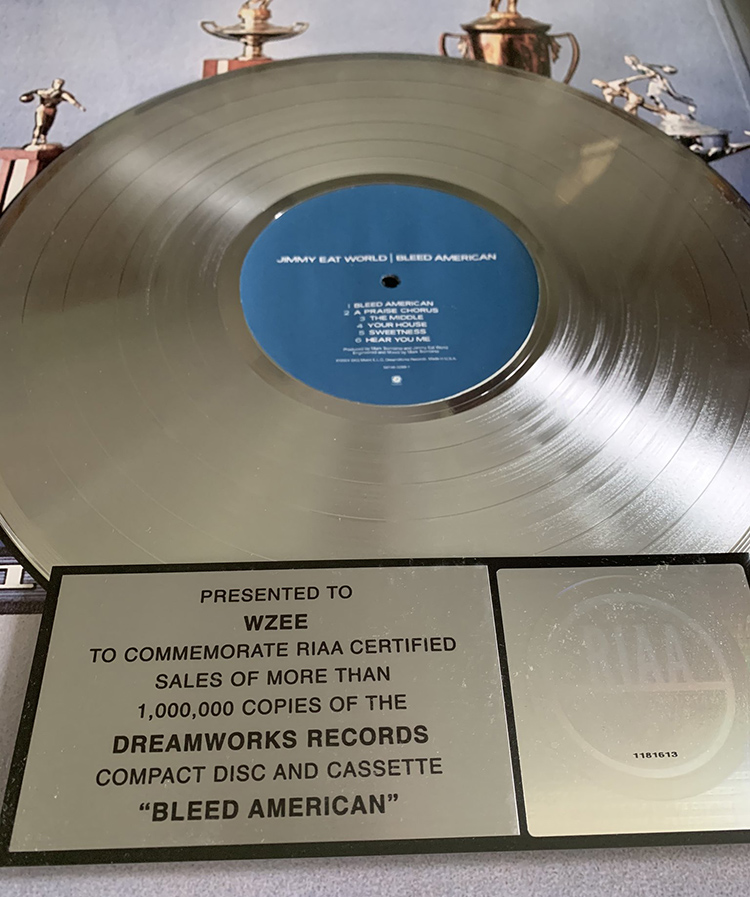 JIMMY EAT WORLD | BLEED AMERICAN
1 BLEED AMERICAN
2 A PRAISE CHORUS
3 THE MIDDLE
4 YOUR HOUSE
5 SWEETNESS
6 HEAR YOU ME
PRESENTED TO
WZEE
TO COMMEMORATE RIAA CERTIFIED
SALES OF MORE THAN
1,000,000 COPIES OF THE
DREAMWORKS RECORDS
COMPACT DISC AND CASSETTE
“BLEED AMERICAN”
RIAA
1181613